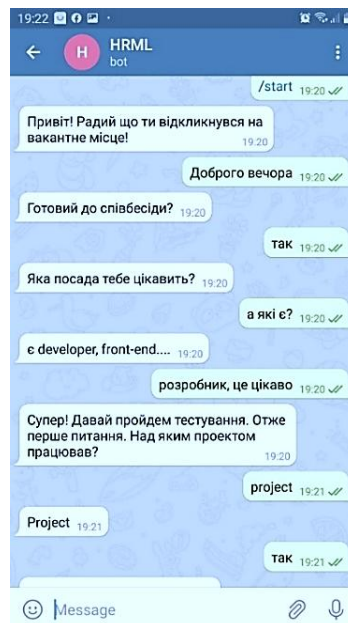 19:22
HRML
bot
/start 19:20
Привіт! Радий що ти відкликнувся на
вакантне місце!
19:20
Доброго вечора 19:20
Готовий до співбесіди? 19:20
так 19:20
Яка посада тебе цікавить? 19:20
а які є? 19:20
є developer, front-end.... 19:20
розробник, це цікаво 19:20
Супер! Давай пройдем тестування. Отже
перше питання. Над яким проектом
працював?
19:20
project 19:21
Project 19:21
так 19:21
Message